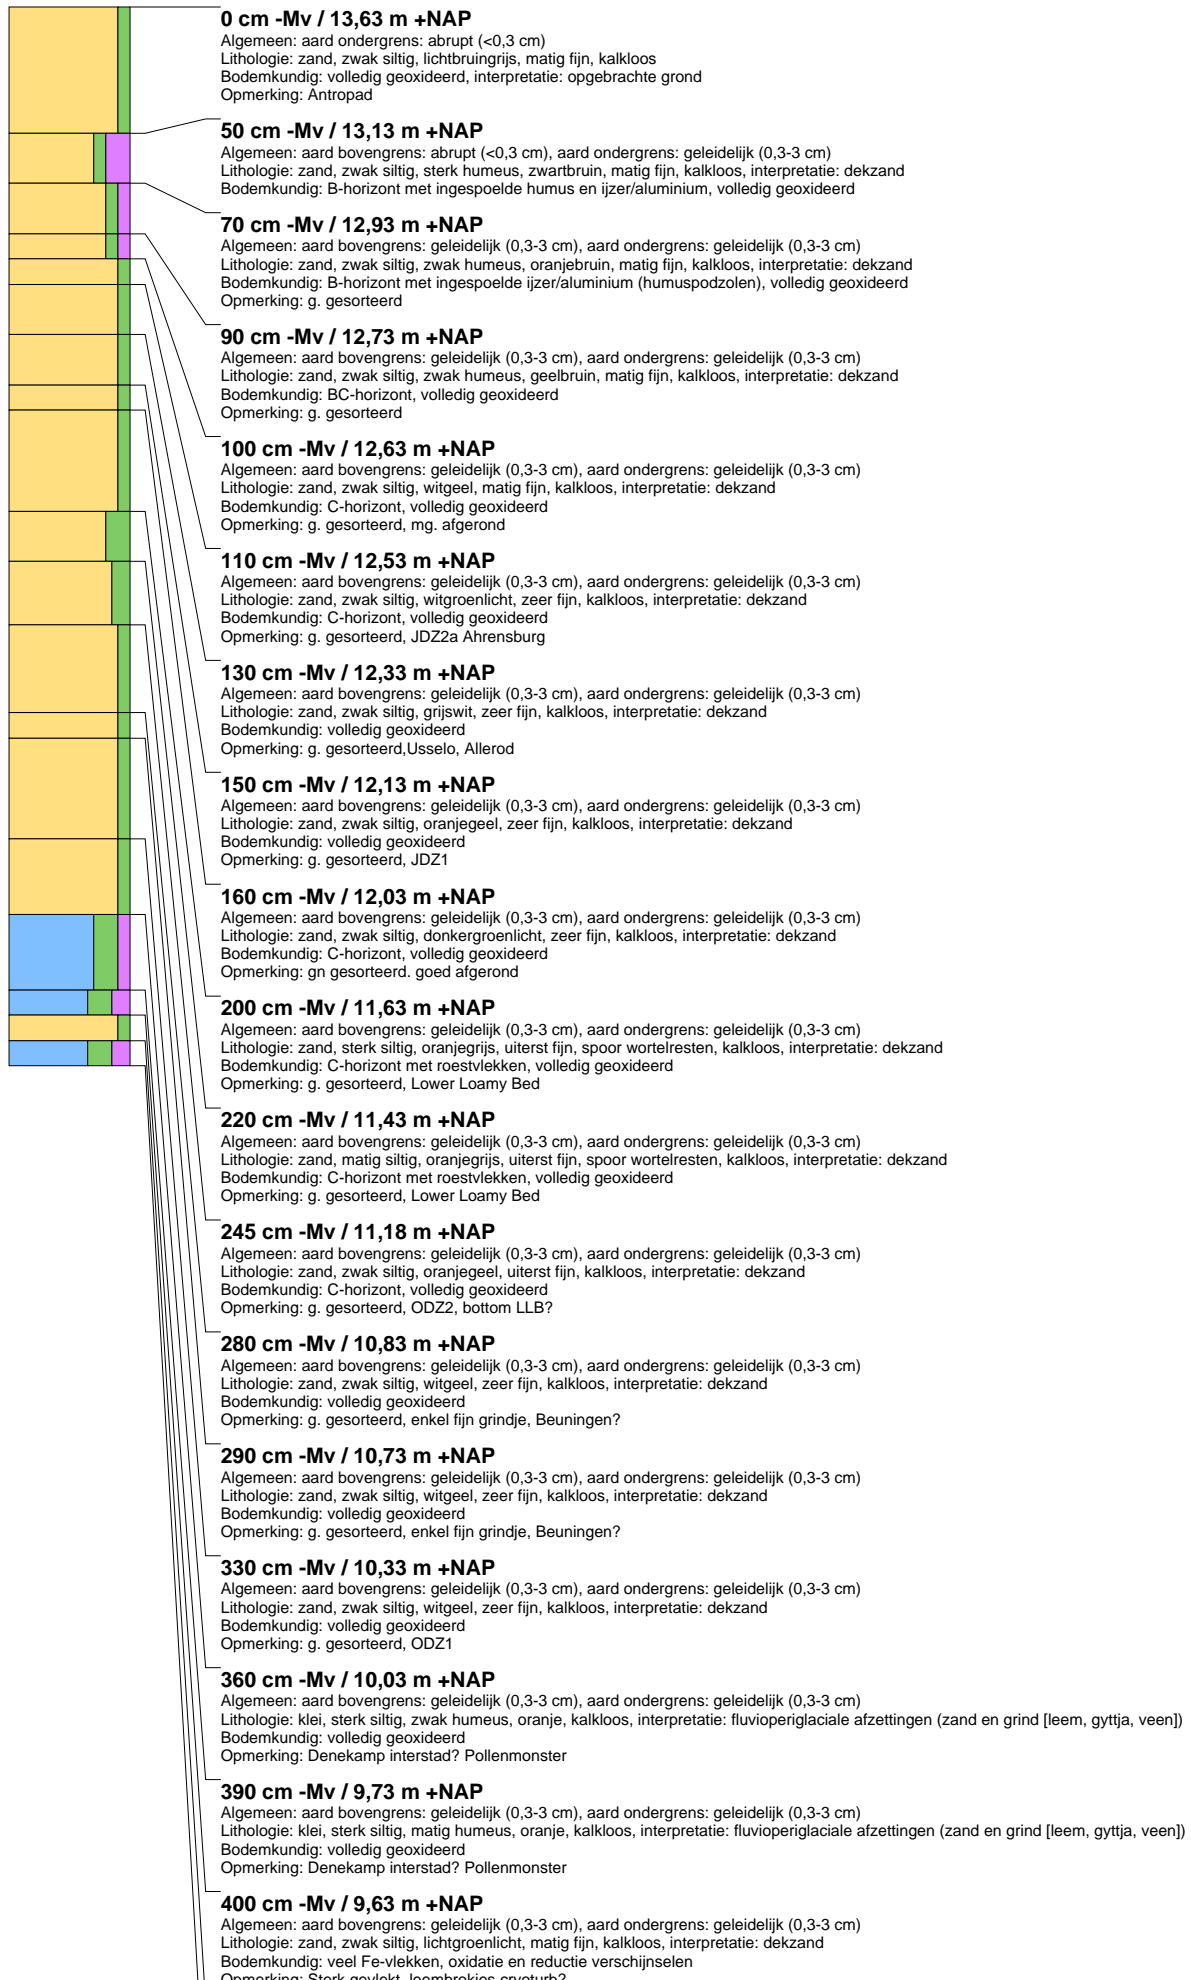 0 cm -Mv / 13,63 m +NAP
Algemeen: aard ondergrens: abrupt (<0,3 cm)
Lithologie: zand, zwak siltig, lichtbruingrijs, matig fijn, kalkloos
Bodemkundig: volledig geoxideerd, interpretatie: opgebrachte grond
Opmerking: Antropad
50 cm -Mv / 13,13 m +NAP
Algemeen: aard bovengrens: abrupt (<0,3 cm), aard ondergrens: geleidelijk (0,3-3 cm)
Lithologie: zand, zwak siltig, sterk humeus, zwartbruin, matig fijn, kalkloos, interpretatie: dekzand
Bodemkundig: B-horizont met ingespoelde humus en ijzer/aluminium, volledig geoxideerd
70 cm -Mv / 12,93 m +NAP
Algemeen: aard bovengrens: geleidelijk (0,3-3 cm), aard ondergrens: geleidelijk (0,3-3 cm)
Lithologie: zand, zwak siltig, zwak humeus, oranjebruin, matig fijn, kalkloos, interpretatie: dekzand
Bodemkundig: B-horizont met ingespoelde ijzer/aluminium (humuspodzolen), volledig geoxideerd
Opmerking: g. gesorteerd
90 cm -Mv / 12,73 m +NAP
Algemeen: aard bovengrens: geleidelijk (0,3-3 cm), aard ondergrens: geleidelijk (0,3-3 cm)
Lithologie: zand, zwak siltig, zwak humeus, geelbruin, matig fijn, kalkloos, interpretatie: dekzand
Bodemkundig: BC-horizont, volledig geoxideerd
Opmerking: g. gesorteerd
100 cm -Mv / 12,63 m +NAP
Algemeen: aard bovengrens: geleidelijk (0,3-3 cm), aard ondergrens: geleidelijk (0,3-3 cm)
Lithologie: zand, zwak siltig, witgeel, matig fijn, kalkloos, interpretatie: dekzand
Bodemkundig: C-horizont, volledig geoxideerd
Opmerking: g. gesorteerd, mg. afgerond
110 cm -Mv / 12,53 m +NAP
Algemeen: aard bovengrens: geleidelijk (0,3-3 cm), aard ondergrens: geleidelijk (0,3-3 cm)
Lithologie: zand, zwak siltig, witgroenlicht, zeer fijn, kalkloos, interpretatie: dekzand
Bodemkundig: C-horizont, volledig geoxideerd
Opmerking: g. gesorteerd, JDZ2a Ahrensburg
130 cm -Mv / 12,33 m +NAP
Algemeen: aard bovengrens: geleidelijk (0,3-3 cm), aard ondergrens: geleidelijk (0,3-3 cm)
Lithologie: zand, zwak siltig, grijswit, zeer fijn, kalkloos, interpretatie: dekzand
Bodemkundig: volledig geoxideerd
Opmerking: g. gesorteerd,Usselo, Allerod
150 cm -Mv / 12,13 m +NAP
Algemeen: aard bovengrens: geleidelijk (0,3-3 cm), aard ondergrens: geleidelijk (0,3-3 cm)
Lithologie: zand, zwak siltig, oranjegeel, zeer fijn, kalkloos, interpretatie: dekzand
Bodemkundig: volledig geoxideerd
Opmerking: g. gesorteerd, JDZ1
160 cm -Mv / 12,03 m +NAP
Algemeen: aard bovengrens: geleidelijk (0,3-3 cm), aard ondergrens: geleidelijk (0,3-3 cm)
Lithologie: zand, zwak siltig, donkergroenlicht, zeer fijn, kalkloos, interpretatie: dekzand
Bodemkundig: C-horizont, volledig geoxideerd
Opmerking: gn gesorteerd. goed afgerond
200 cm -Mv / 11,63 m +NAP
Algemeen: aard bovengrens: geleidelijk (0,3-3 cm), aard ondergrens: geleidelijk (0,3-3 cm)
Lithologie: zand, sterk siltig, oranjegrijs, uiterst fijn, spoor wortelresten, kalkloos, interpretatie: dekzand
Bodemkundig: C-horizont met roestvlekken, volledig geoxideerd
Opmerking: g. gesorteerd, Lower Loamy Bed
220 cm -Mv / 11,43 m +NAP
Algemeen: aard bovengrens: geleidelijk (0,3-3 cm), aard ondergrens: geleidelijk (0,3-3 cm)
Lithologie: zand, matig siltig, oranjegrijs, uiterst fijn, spoor wortelresten, kalkloos, interpretatie: dekzand
Bodemkundig: C-horizont met roestvlekken, volledig geoxideerd
Opmerking: g. gesorteerd, Lower Loamy Bed
245 cm -Mv / 11,18 m +NAP
Algemeen: aard bovengrens: geleidelijk (0,3-3 cm), aard ondergrens: geleidelijk (0,3-3 cm)
Lithologie: zand, zwak siltig, oranjegeel, uiterst fijn, kalkloos, interpretatie: dekzand
Bodemkundig: C-horizont, volledig geoxideerd
Opmerking: g. gesorteerd, ODZ2, bottom LLB?
280 cm -Mv / 10,83 m +NAP
Algemeen: aard bovengrens: geleidelijk (0,3-3 cm), aard ondergrens: geleidelijk (0,3-3 cm)
Lithologie: zand, zwak siltig, witgeel, zeer fijn, kalkloos, interpretatie: dekzand
Bodemkundig: volledig geoxideerd
Opmerking: g. gesorteerd, enkel fijn grindje, Beuningen?
290 cm -Mv / 10,73 m +NAP
Algemeen: aard bovengrens: geleidelijk (0,3-3 cm), aard ondergrens: geleidelijk (0,3-3 cm)
Lithologie: zand, zwak siltig, witgeel, zeer fijn, kalkloos, interpretatie: dekzand
Bodemkundig: volledig geoxideerd
Opmerking: g. gesorteerd, enkel fijn grindje, Beuningen?
330 cm -Mv / 10,33 m +NAP
Algemeen: aard bovengrens: geleidelijk (0,3-3 cm), aard ondergrens: geleidelijk (0,3-3 cm)
Lithologie: zand, zwak siltig, witgeel, zeer fijn, kalkloos, interpretatie: dekzand
Bodemkundig: volledig geoxideerd
Opmerking: g. gesorteerd, ODZ1
360 cm -Mv / 10,03 m +NAP
Algemeen: aard bovengrens: geleidelijk (0,3-3 cm), aard ondergrens: geleidelijk (0,3-3 cm)
Lithologie: klei, sterk siltig, zwak humeus, oranje, kalkloos, interpretatie: fluvioperiglaciale afzettingen (zand en grind [leem, gyttja, veen])
Bodemkundig: volledig geoxideerd
Opmerking: Denekamp interstad? Pollenmonster
390 cm -Mv / 9,73 m +NAP
Algemeen: aard bovengrens: geleidelijk (0,3-3 cm), aard ondergrens: geleidelijk (0,3-3 cm)
Lithologie: klei, sterk siltig, matig humeus, oranje, kalkloos, interpretatie: fluvioperiglaciale afzettingen (zand en grind [leem, gyttja, veen])
Bodemkundig: volledig geoxideerd
Opmerking: Denekamp interstad? Pollenmonster
400 cm -Mv / 9,63 m +NAP
Algemeen: aard bovengrens: geleidelijk (0,3-3 cm), aard ondergrens: geleidelijk (0,3-3 cm)
Lithologie: zand, zwak siltig, lichtgroenlicht, matig fijn, kalkloos, interpretatie: dekzand
Bodemkundig: veel Fe-vlekken, oxidatie en reductie verschijnselen
Opmerking: Sterk gevlekt, leembrokjes